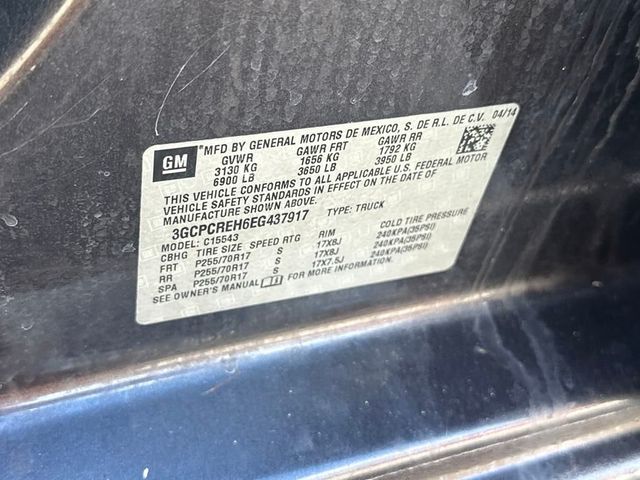 GM
MFD BY GENERAL MOTORS DE MEXICO, S. DE R.L. DE C.V. 04/14
GVWR GAWR FRT GAWR RR
3130 KG 1656 KG 1792 KG
6900 LB 3650 LB 3950 LB
THIS VEHICLE CONFORMS TO ALL APPLICABLE U.S. FEDERAL MOTOR
VEHICLE SAFETY STANDARDS IN EFFECT ON THE DATE OF
MANUFACTURE SHOWN ABOVE.
3GCPCREH6EG437917 TYPE: TRUCK
MODEL: C15543
CBHG TIRE SIZE SPEED RTG RIM COLD TIRE PRESSURE
FRT P255/70R17 S 17X8J 240KPA(35PSI)
RR P255/70R17 S 17X8J 240KPA(35PSI)
SPA P255/70R17 S 17X7.5J 240KPA(35PSI)
SEE OWNER'S MANUAL FOR MORE INFORMATION.